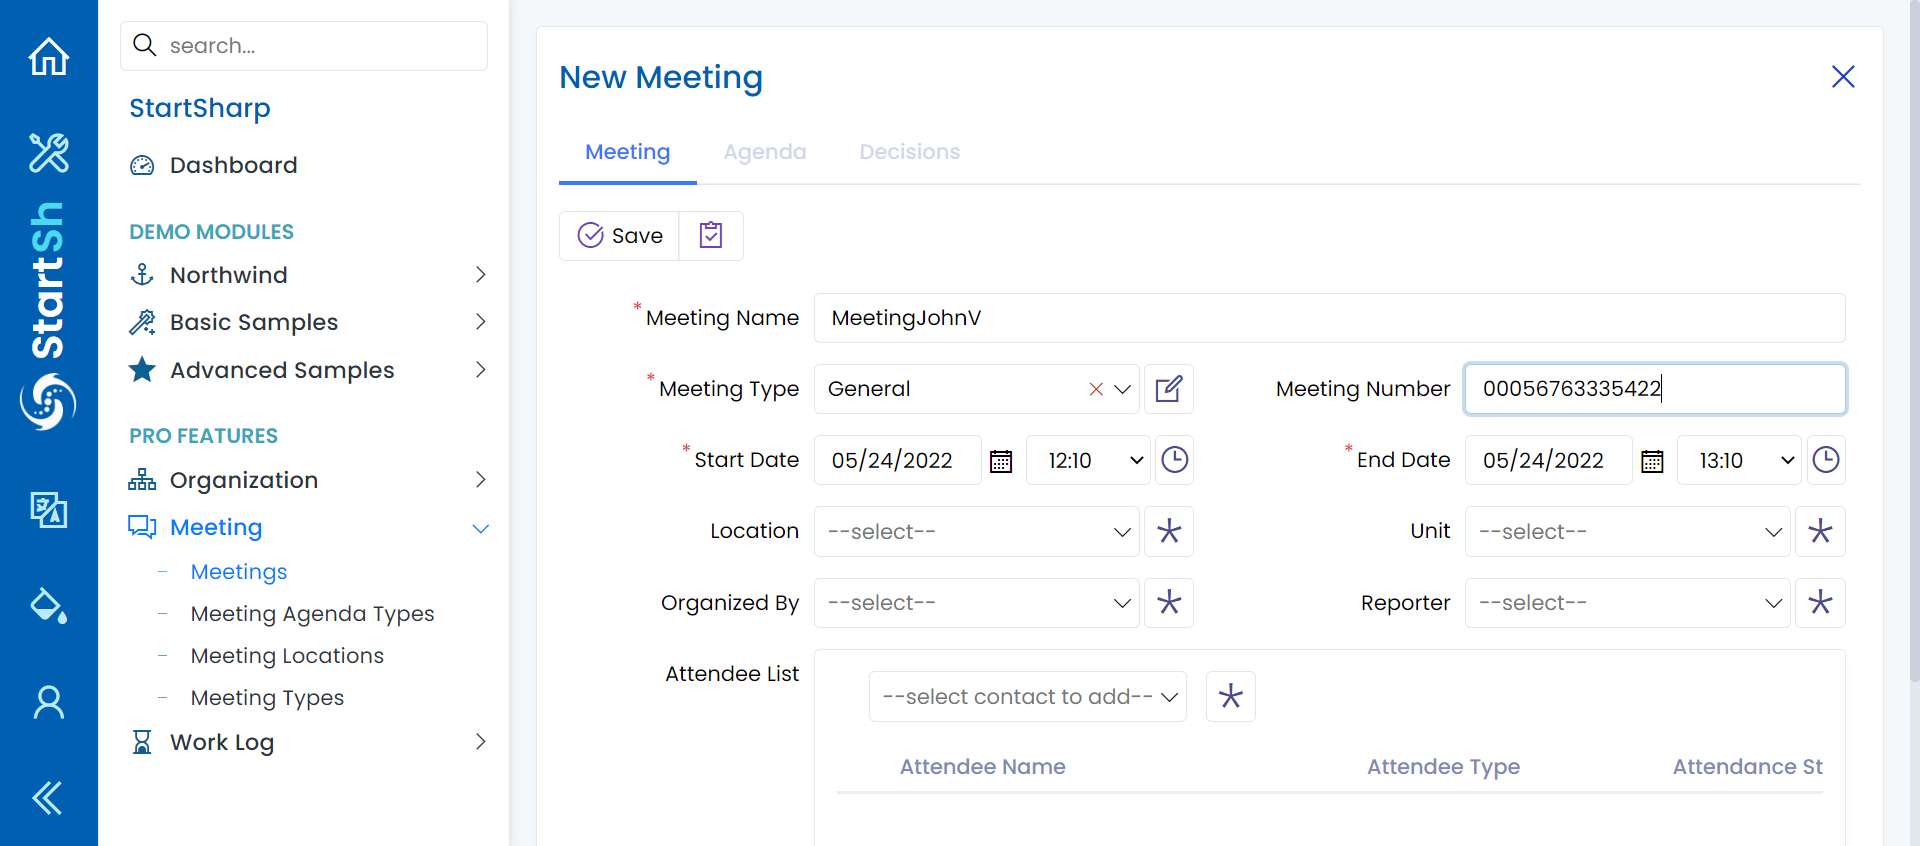 search...
StartSharp
Dashboard
DEMO MODULES
Northwind
Basic Samples
Advanced Samples
PRO FEATURES
Organization
Meeting
Meetings
Meeting Agenda Types
Meeting Locations
Meeting Types
Work Log
StartSh
New Meeting
Meeting Agenda Decisions
Save
* Meeting Name MeetingJohnV
* Meeting Type General Meeting Number 00056763335422
* Start Date 05/24/2022 12:10 * End Date 05/24/2022 13:10
Location --select-- Unit --select--
Organized By --select-- Reporter --select--
Attendee List
--select contact to add--
Attendee Name Attendee Type Attendance St